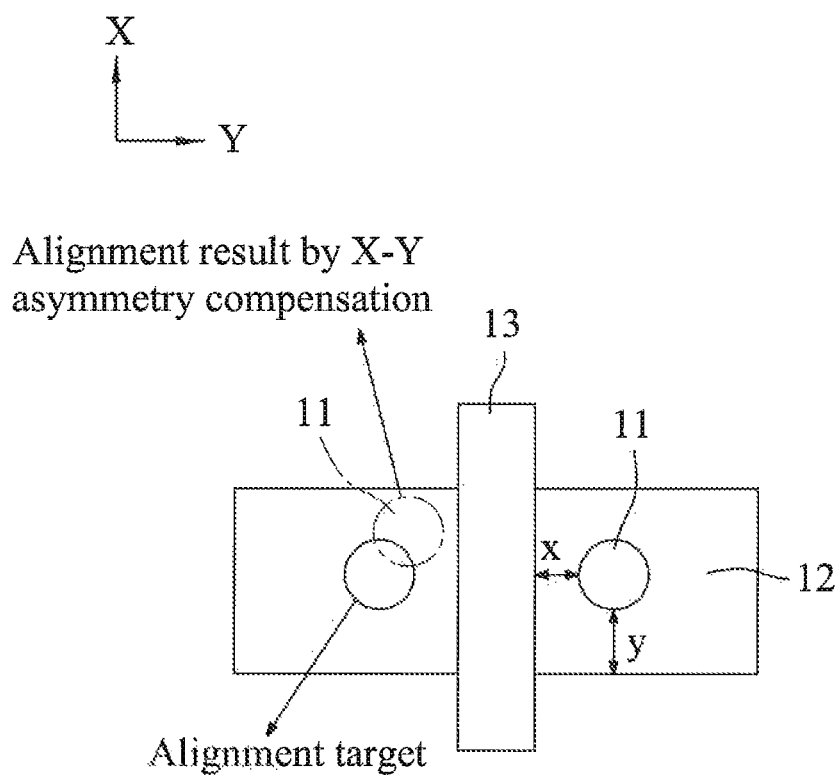 X
Y
Alignment result by X-Y
asymmetry compensation
13
11
11
x
12
y
Alignment target